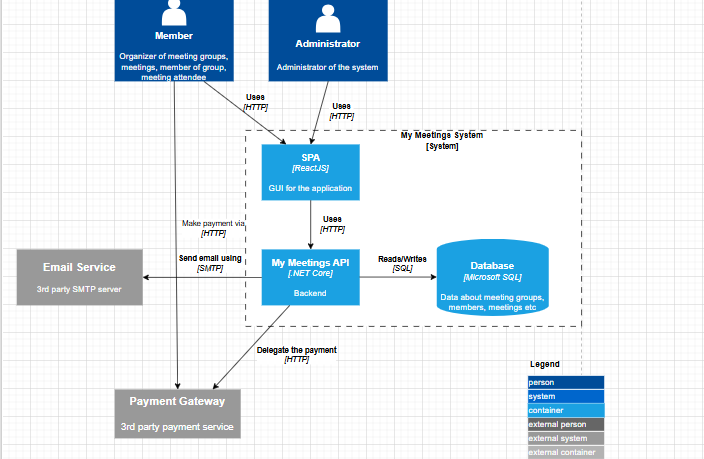 Member
Organizer of meeting groups,
meetings, member of group,
meeting attendee
Administrator
Administrator of the system
Uses
[HTTP]
Uses
[HTTP]
My Meetings System
[System]
SPA
[ReactJS]
GUI for the application
Make payment via
[HTTP]
Uses
[HTTP]
Email Service
3rd party SMTP server
Send email using
[SMTP]
My Meetings API
[.NET Core]
Backend
Reads/Writes
[SQL]
Database
[Microsoft SQL]
Data about meeting groups,
members, meetings etc
Delegate the payment
[HTTP]
Payment Gateway
3rd party payment service
Legend
person
system
container
external person
external system
external container